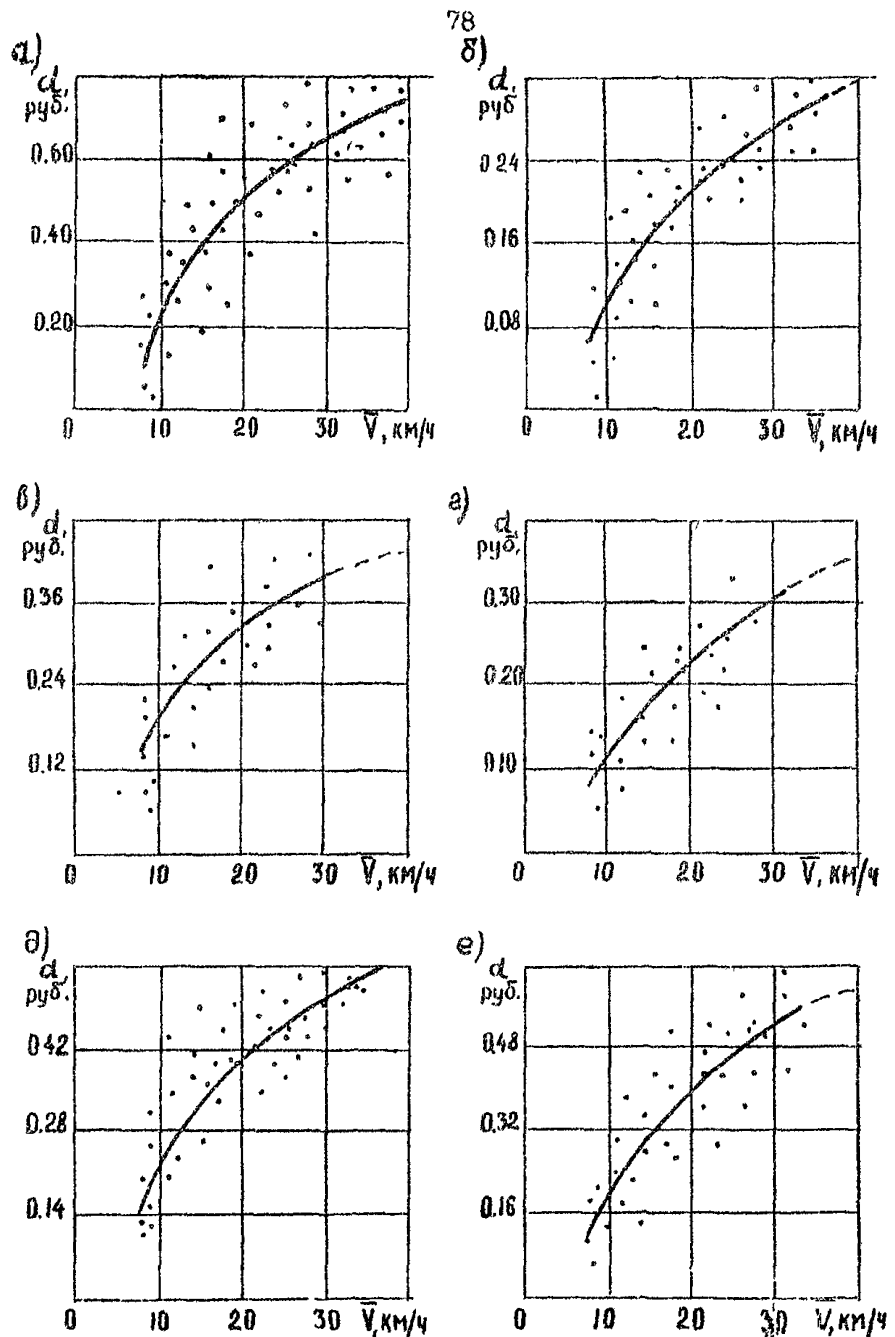 78
а)
d,
руб.
0.60
0.40
0.20
0
10
20
30
V̅, км/ч
б)
d,
руб
0.24
0.16
0.08
0
10
20
30
V̅, км/ч
в)
d,
руб.
0.36
0.24
0.12
0
10
20
30
V̅, км/ч
г)
d,
руб.
0.30
0.20
0.10
0
10
20
30
V̅, км/ч
д)
d,
руб.
0.42
0.28
0.14
0
10
20
30
V̅, км/ч
е)
d
руб.
0.48
0.32
0.16
0
10
20
30
V̅, км/ч